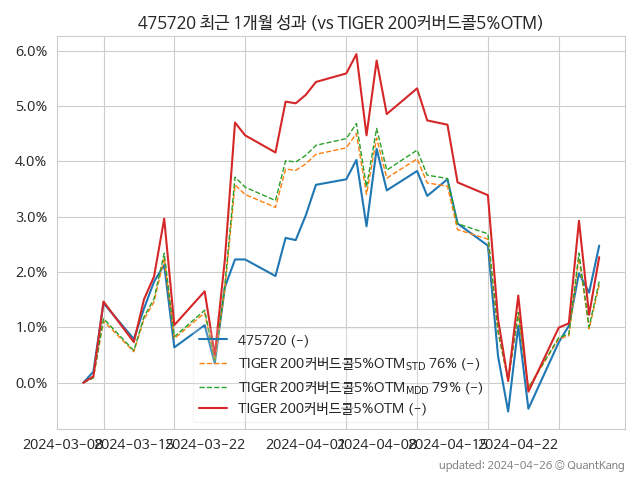 475720 최근 1개월 성과 (vs TIGER 200커버드콜5%OTM)
6.0%
5.0%
4.0%
3.0%
2.0%
1.0%
0.0%
475720 (-)
TIGER 200커버드콜5%OTM_STD 76% (-)
TIGER 200커버드콜5%OTM_MDD 79% (-)
TIGER 200커버드콜5%OTM (-)
2024-03-08 2024-03-15 2024-03-22 2024-04-01 2024-04-08 2024-04-15 2024-04-22
updated: 2024-04-26 © QuantKang